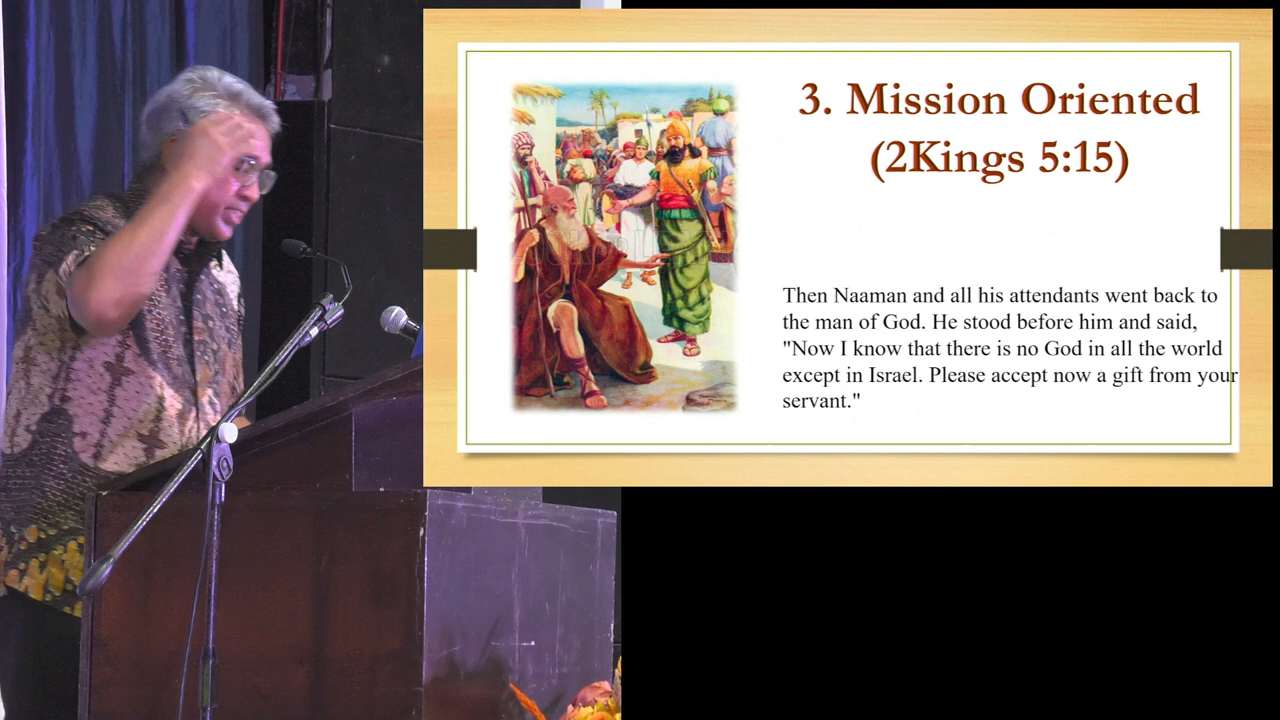 3. Mission Oriented
(2Kings 5:15)
Then Naaman and all his attendants went back to
the man of God. He stood before him and said,
"Now I know that there is no God in all the world
except in Israel. Please accept now a gift from your
servant."